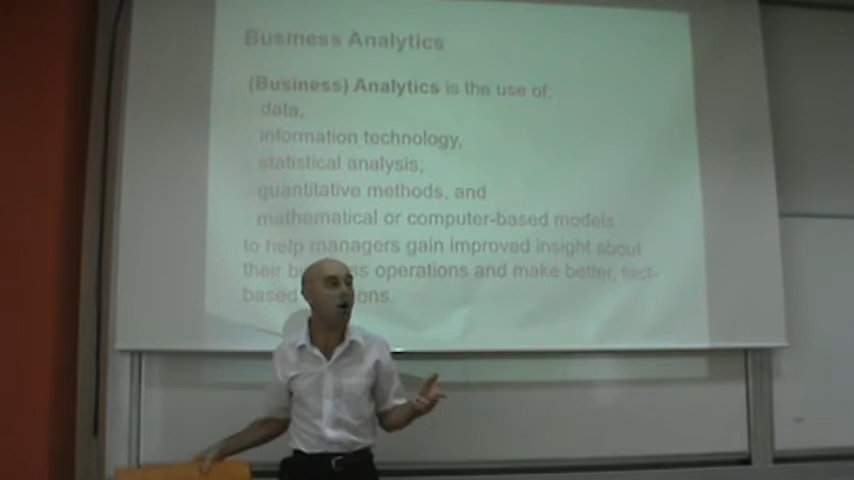 Business Analytics
(Business) Analytics is the use of:
data,
information technology,
statistical analysis,
quantitative methods, and
mathematical or computer-based models
to help managers gain improved insight about
their operations and make better, fact-
based